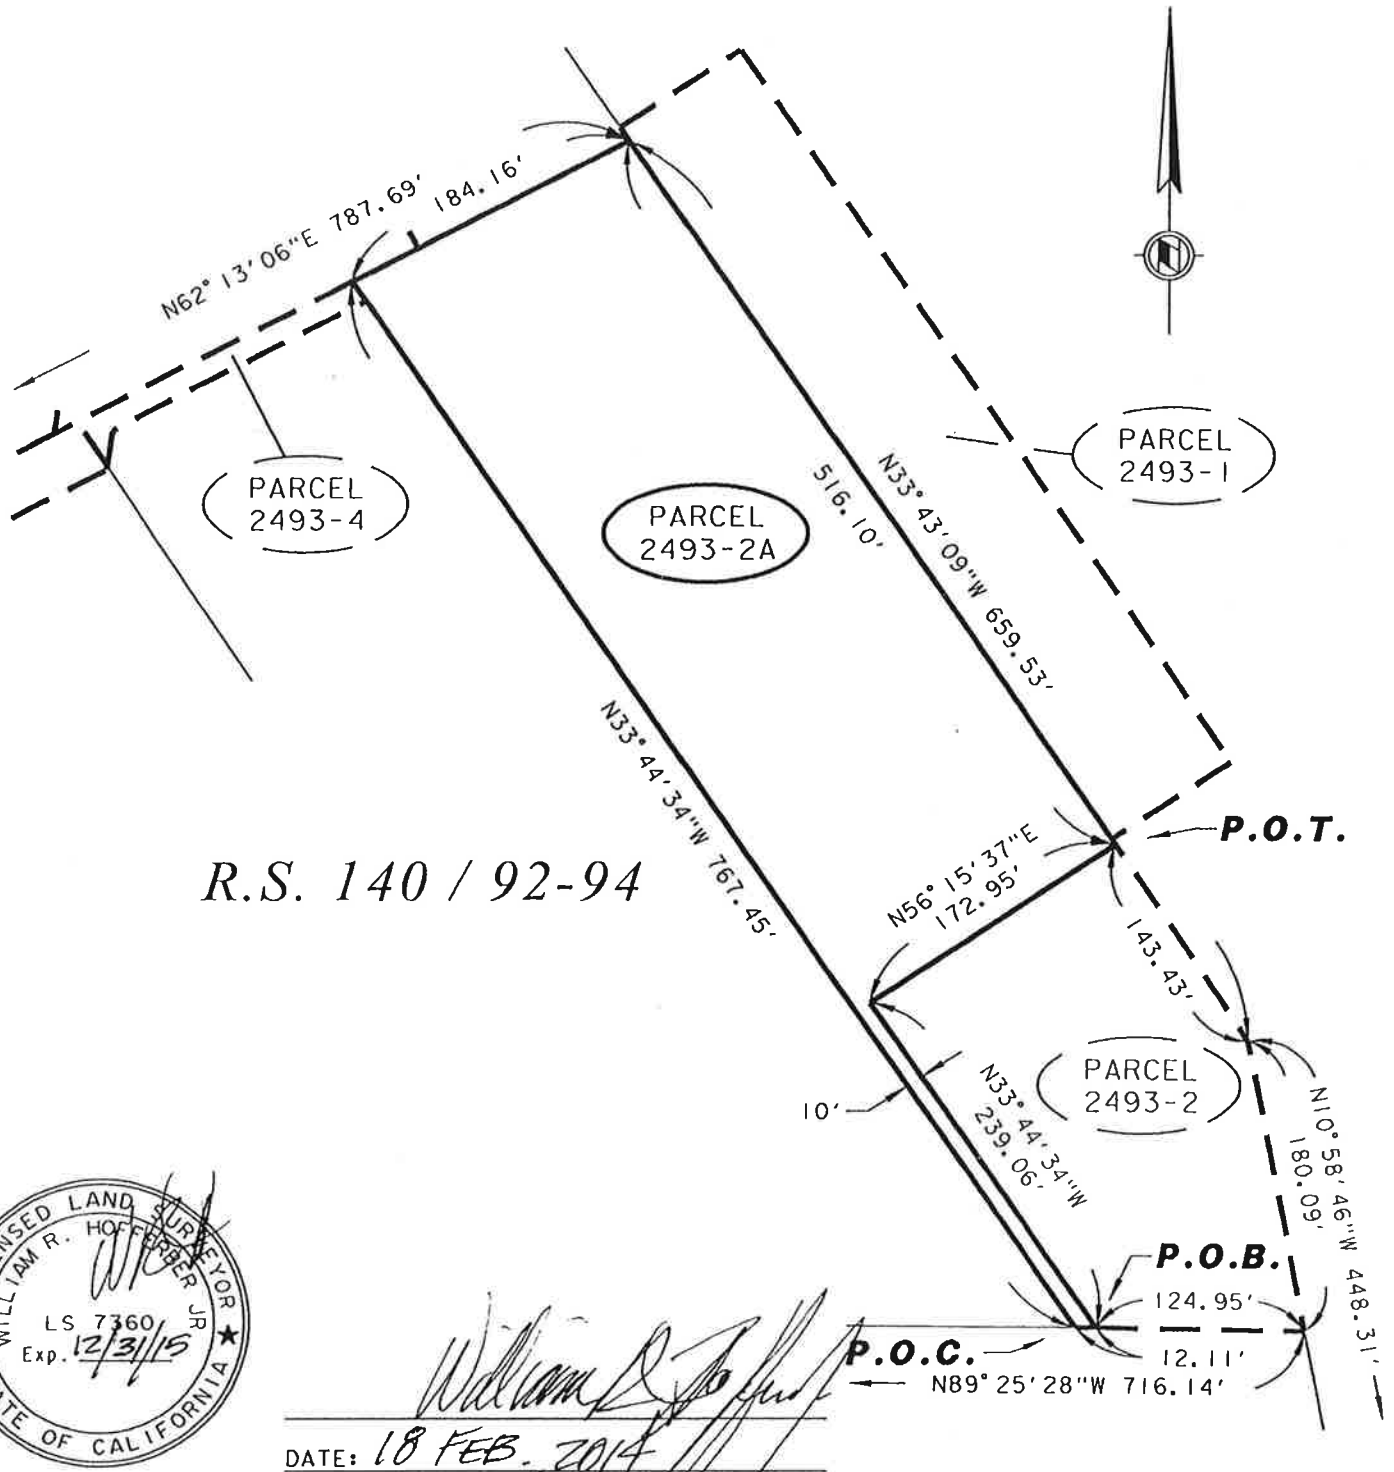 N62° 13' 06"E 787.69'
184.16'
PARCEL
2493-1
PARCEL
2493-4
PARCEL
2493-2A
N33° 43' 09"W 659.53'
516.10'
N33° 44' 34"W 767.45'
P.O.T.
R.S. 140 / 92-94
N56° 15' 37"E
172.95'
143.43'
PARCEL
2493-2
10'
N33° 44' 34"W
239.06'
N10° 58' 46"W 448.31'
180.09'
P.O.B.
124.95'
P.O.C.
12.11'
N89° 25' 28"W 716.14'
LAND SURVEYOR ★
WILLIAM R. HOFFERBER JR
LS 7360
Exp. 12/31/15
OF CALIFORNIA
DATE: 18 FEB. 2014